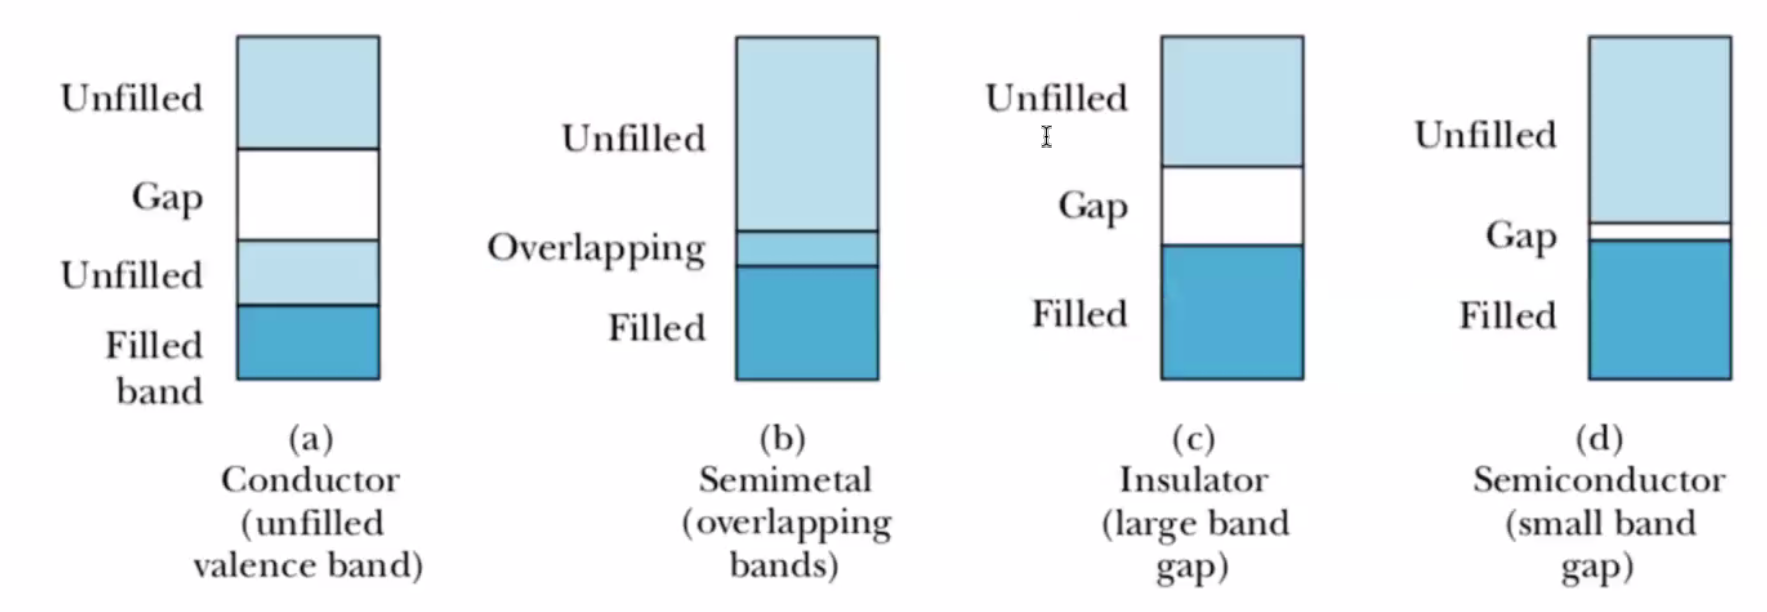 Unfilled
Gap
Unfilled
Filled
band
(a)
Conductor
(unfilled
valence band)
Unfilled
Overlapping
Filled
(b)
Semimetal
(overlapping
bands)
Unfilled
Gap
Filled
(c)
Insulator
(large band
gap)
Unfilled
Gap
Filled
(d)
Semiconductor
(small band
gap)